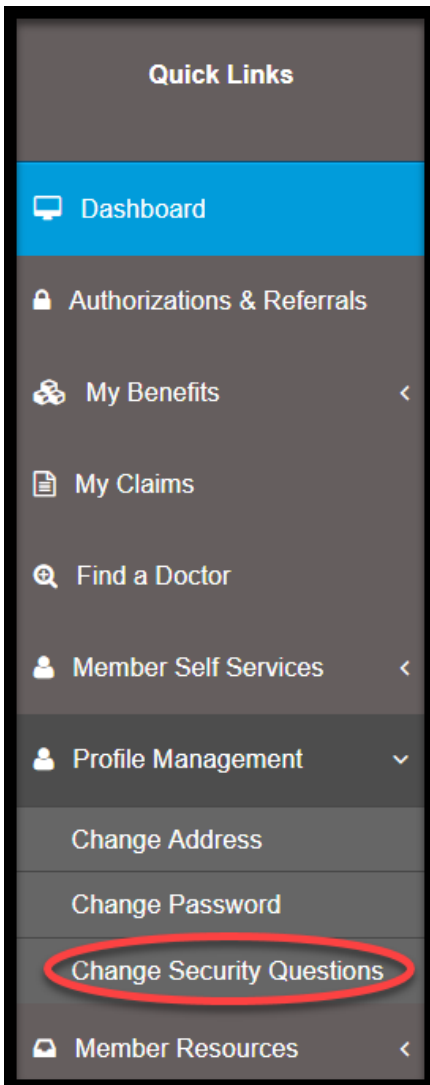 Quick Links
Dashboard
Authorizations & Referrals
My Benefits
My Claims
Find a Doctor
Member Self Services
Profile Management
Change Address
Change Password
Change Security Questions
Member Resources